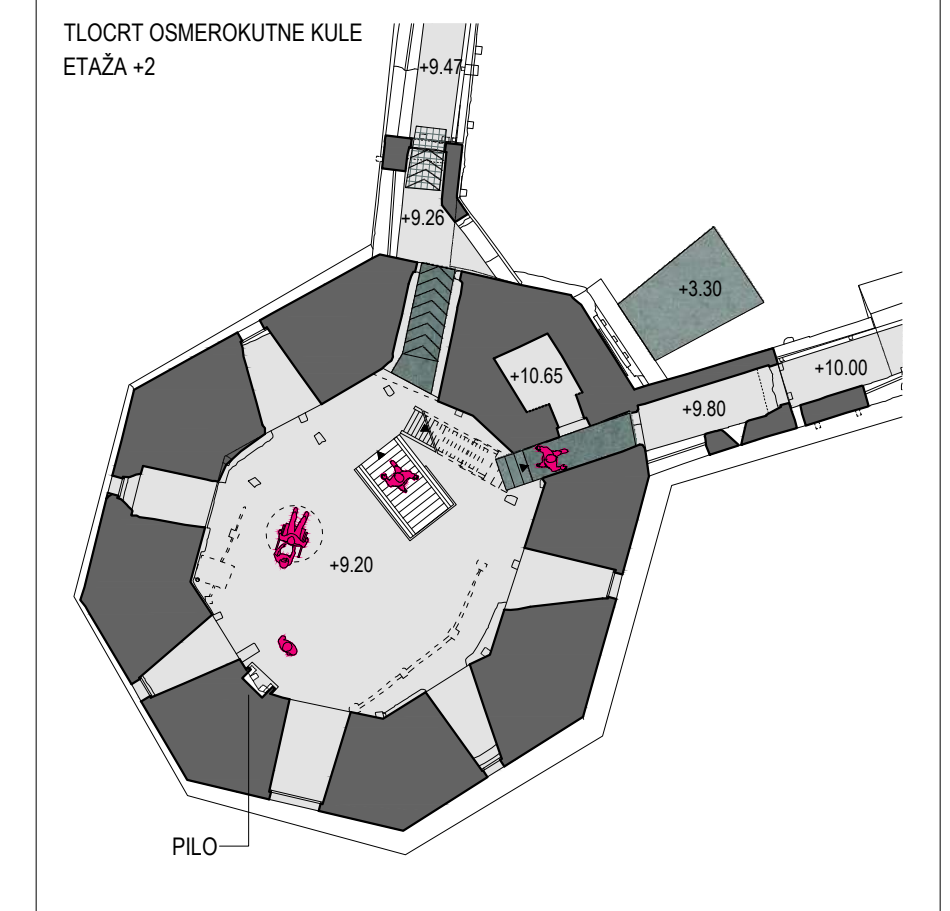 TLOCRT OSMEROKUTNE KULE
ETAŽA +2
+9.47
+9.26
+3.30
+10.65
+10.00
+9.80
+9.20
PILO